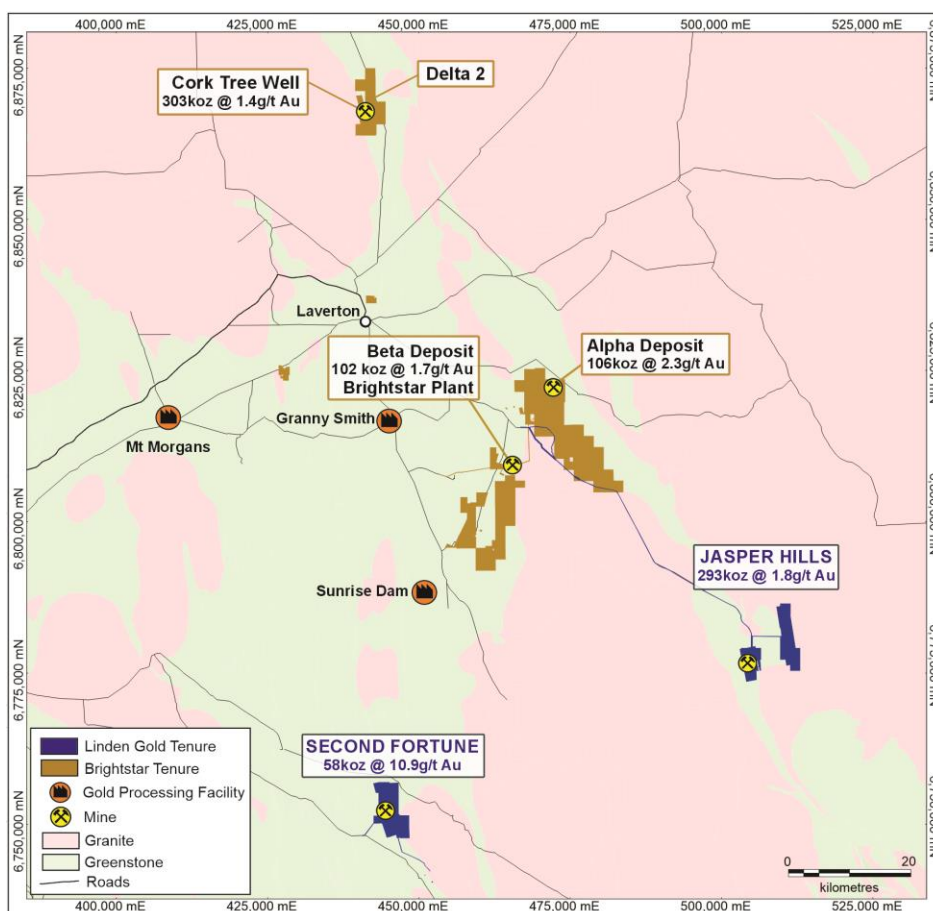 400,000 mE
425,000 mE
450,000 mE
475,000 mE
500,000 mE
525,000 mE
6,875,000 mN
6,850,000 mN
6,825,000 mN
6,800,000 mN
6,775,000 mN
6,750,000 mN
Cork Tree Well
303koz @ 1.4g/t Au
Delta 2
Laverton
Beta Deposit
102 koz @ 1.7g/t Au
Brightstar Plant
Alpha Deposit
106koz @ 2.3g/t Au
Granny Smith
Mt Morgans
Sunrise Dam
JASPER HILLS
293koz @ 1.8g/t Au
SECOND FORTUNE
58koz @ 10.9g/t Au
Linden Gold Tenure
Brightstar Tenure
Gold Processing Facility
Mine
Granite
Greenstone
Roads
0 20
kilometres
400,000 mE
425,000 mE
450,000 mE
475,000 mE
500,000 mE
525,000 mE